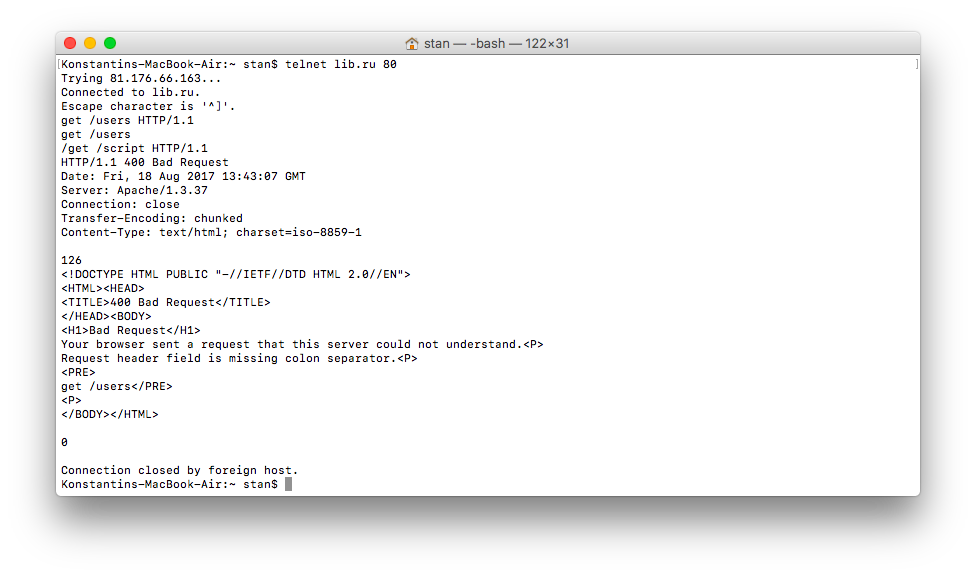 stan — -bash — 122×31
[Konstantins-MacBook-Air:~ stan$ telnet lib.ru 80 ]
Trying 81.176.66.163...
Connected to lib.ru.
Escape character is '^]'.
get /users HTTP/1.1
get /users
/get /script HTTP/1.1
HTTP/1.1 400 Bad Request
Date: Fri, 18 Aug 2017 13:43:07 GMT
Server: Apache/1.3.37
Connection: close
Transfer-Encoding: chunked
Content-Type: text/html; charset=iso-8859-1

126
<!DOCTYPE HTML PUBLIC "-//IETF//DTD HTML 2.0//EN">
<HTML><HEAD>
<TITLE>400 Bad Request</TITLE>
</HEAD><BODY>
<H1>Bad Request</H1>
Your browser sent a request that this server could not understand.<P>
Request header field is missing colon separator.<P>
<PRE>
get /users</PRE>
<P>
</BODY></HTML>

0

Connection closed by foreign host.
Konstantins-MacBook-Air:~ stan$